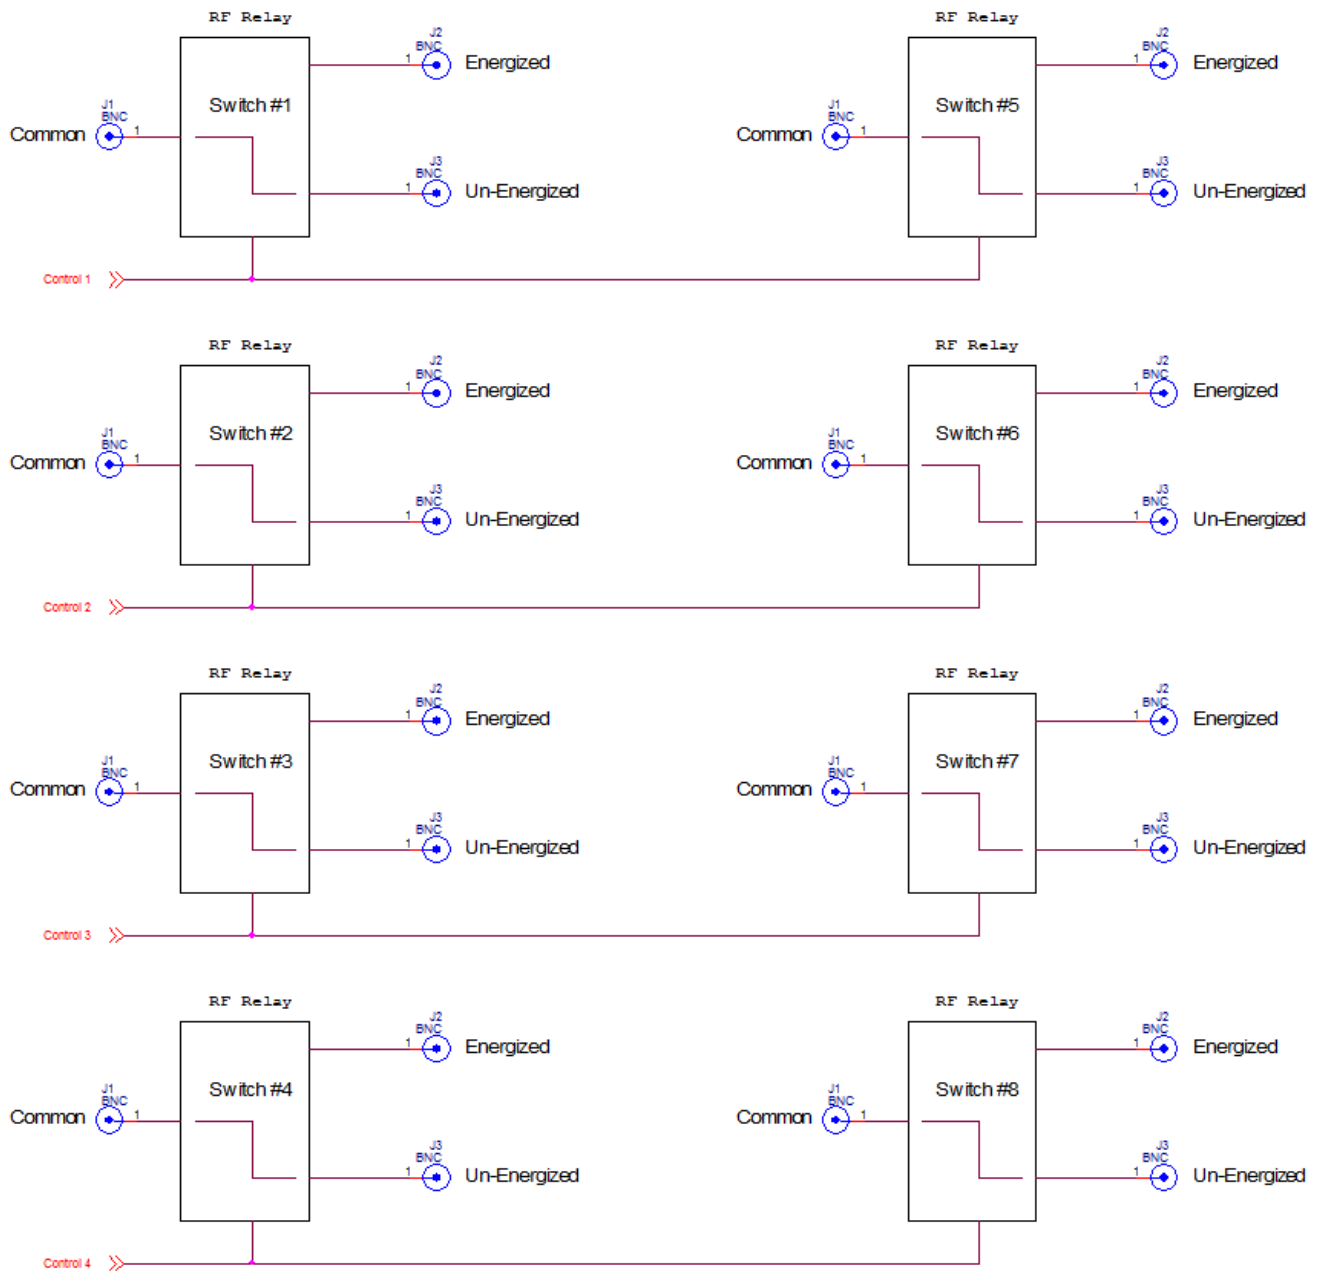 RF Relay
J2
BNC
1
Energized
Switch #1
J1
BNC
1
Common
J3
BNC
1
Un-Energized
Control 1
RF Relay
J2
BNC
1
Energized
Switch #5
J1
BNC
1
Common
J3
BNC
1
Un-Energized
RF Relay
J2
BNC
1
Energized
Switch #2
J1
BNC
1
Common
J3
BNC
1
Un-Energized
Control 2
RF Relay
J2
BNC
1
Energized
Switch #6
J1
BNC
1
Common
J3
BNC
1
Un-Energized
RF Relay
J2
BNC
1
Energized
Switch #3
J1
BNC
1
Common
J3
BNC
1
Un-Energized
Control 3
RF Relay
J2
BNC
1
Energized
Switch #7
J1
BNC
1
Common
J3
BNC
1
Un-Energized
RF Relay
J2
BNC
1
Energized
Switch #4
J1
BNC
1
Common
J3
BNC
1
Un-Energized
Control 4
RF Relay
J2
BNC
1
Energized
Switch #8
J1
BNC
1
Common
J3
BNC
1
Un-Energized